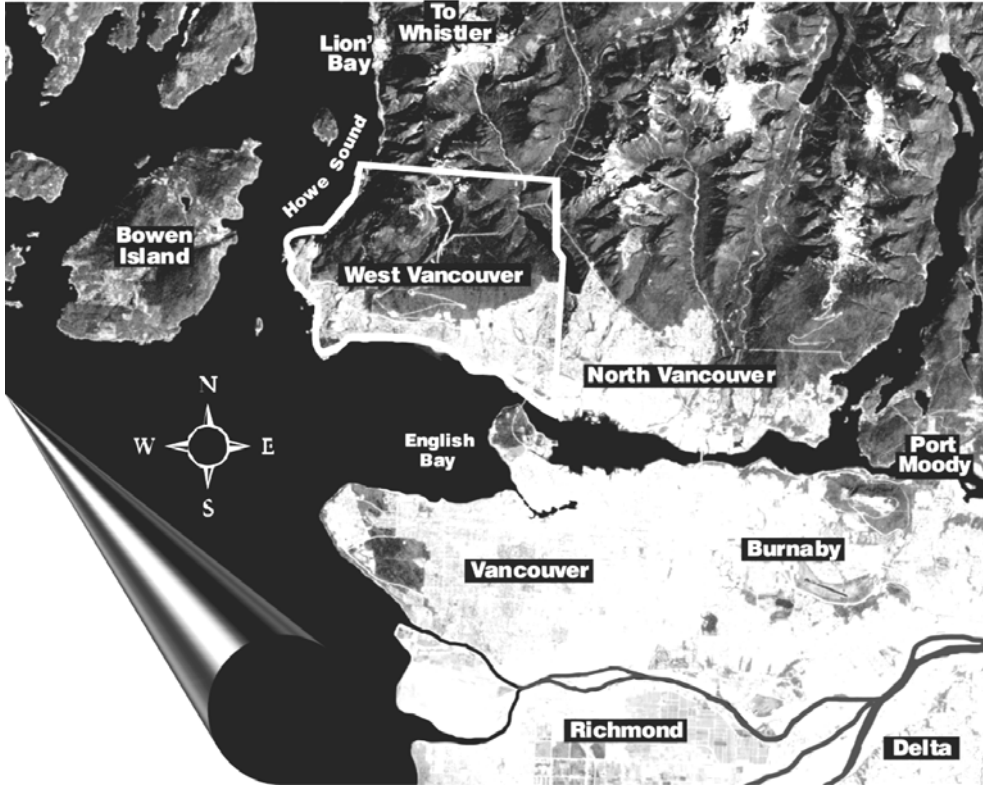 To
Whistler
Lion's
Bay
Howe Sound
Bowen
Island
West Vancouver
North Vancouver
N
W
E
S
English
Bay
Port
Moody
Burnaby
Vancouver
Richmond
Delta